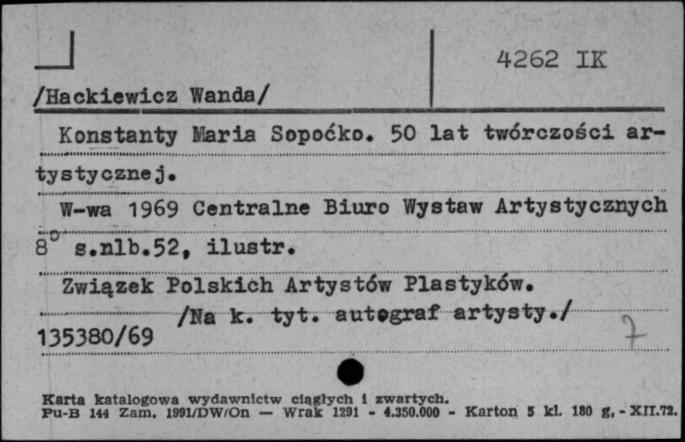 4262 IK
/Hackiewicz Wanda/
Konstanty Maria Sopoćko. 50 lat twórczości ar-
tystycznej.
W-wa 1969 Centralne Biuro Wystaw Artystycznych
8° s.nlb.52, ilustr.
Związek Polskich Artystów Plastyków.
/Na k. tyt. autograf artysty./
135380/69
7
Karta katalogowa wydawnictw ciągłych i zwartych.
Pu-B 144 Zam. 1991/DW/On — Wrak 1291 - 4.350.000 - Karton 5 kl. 180 g. - XII.72.